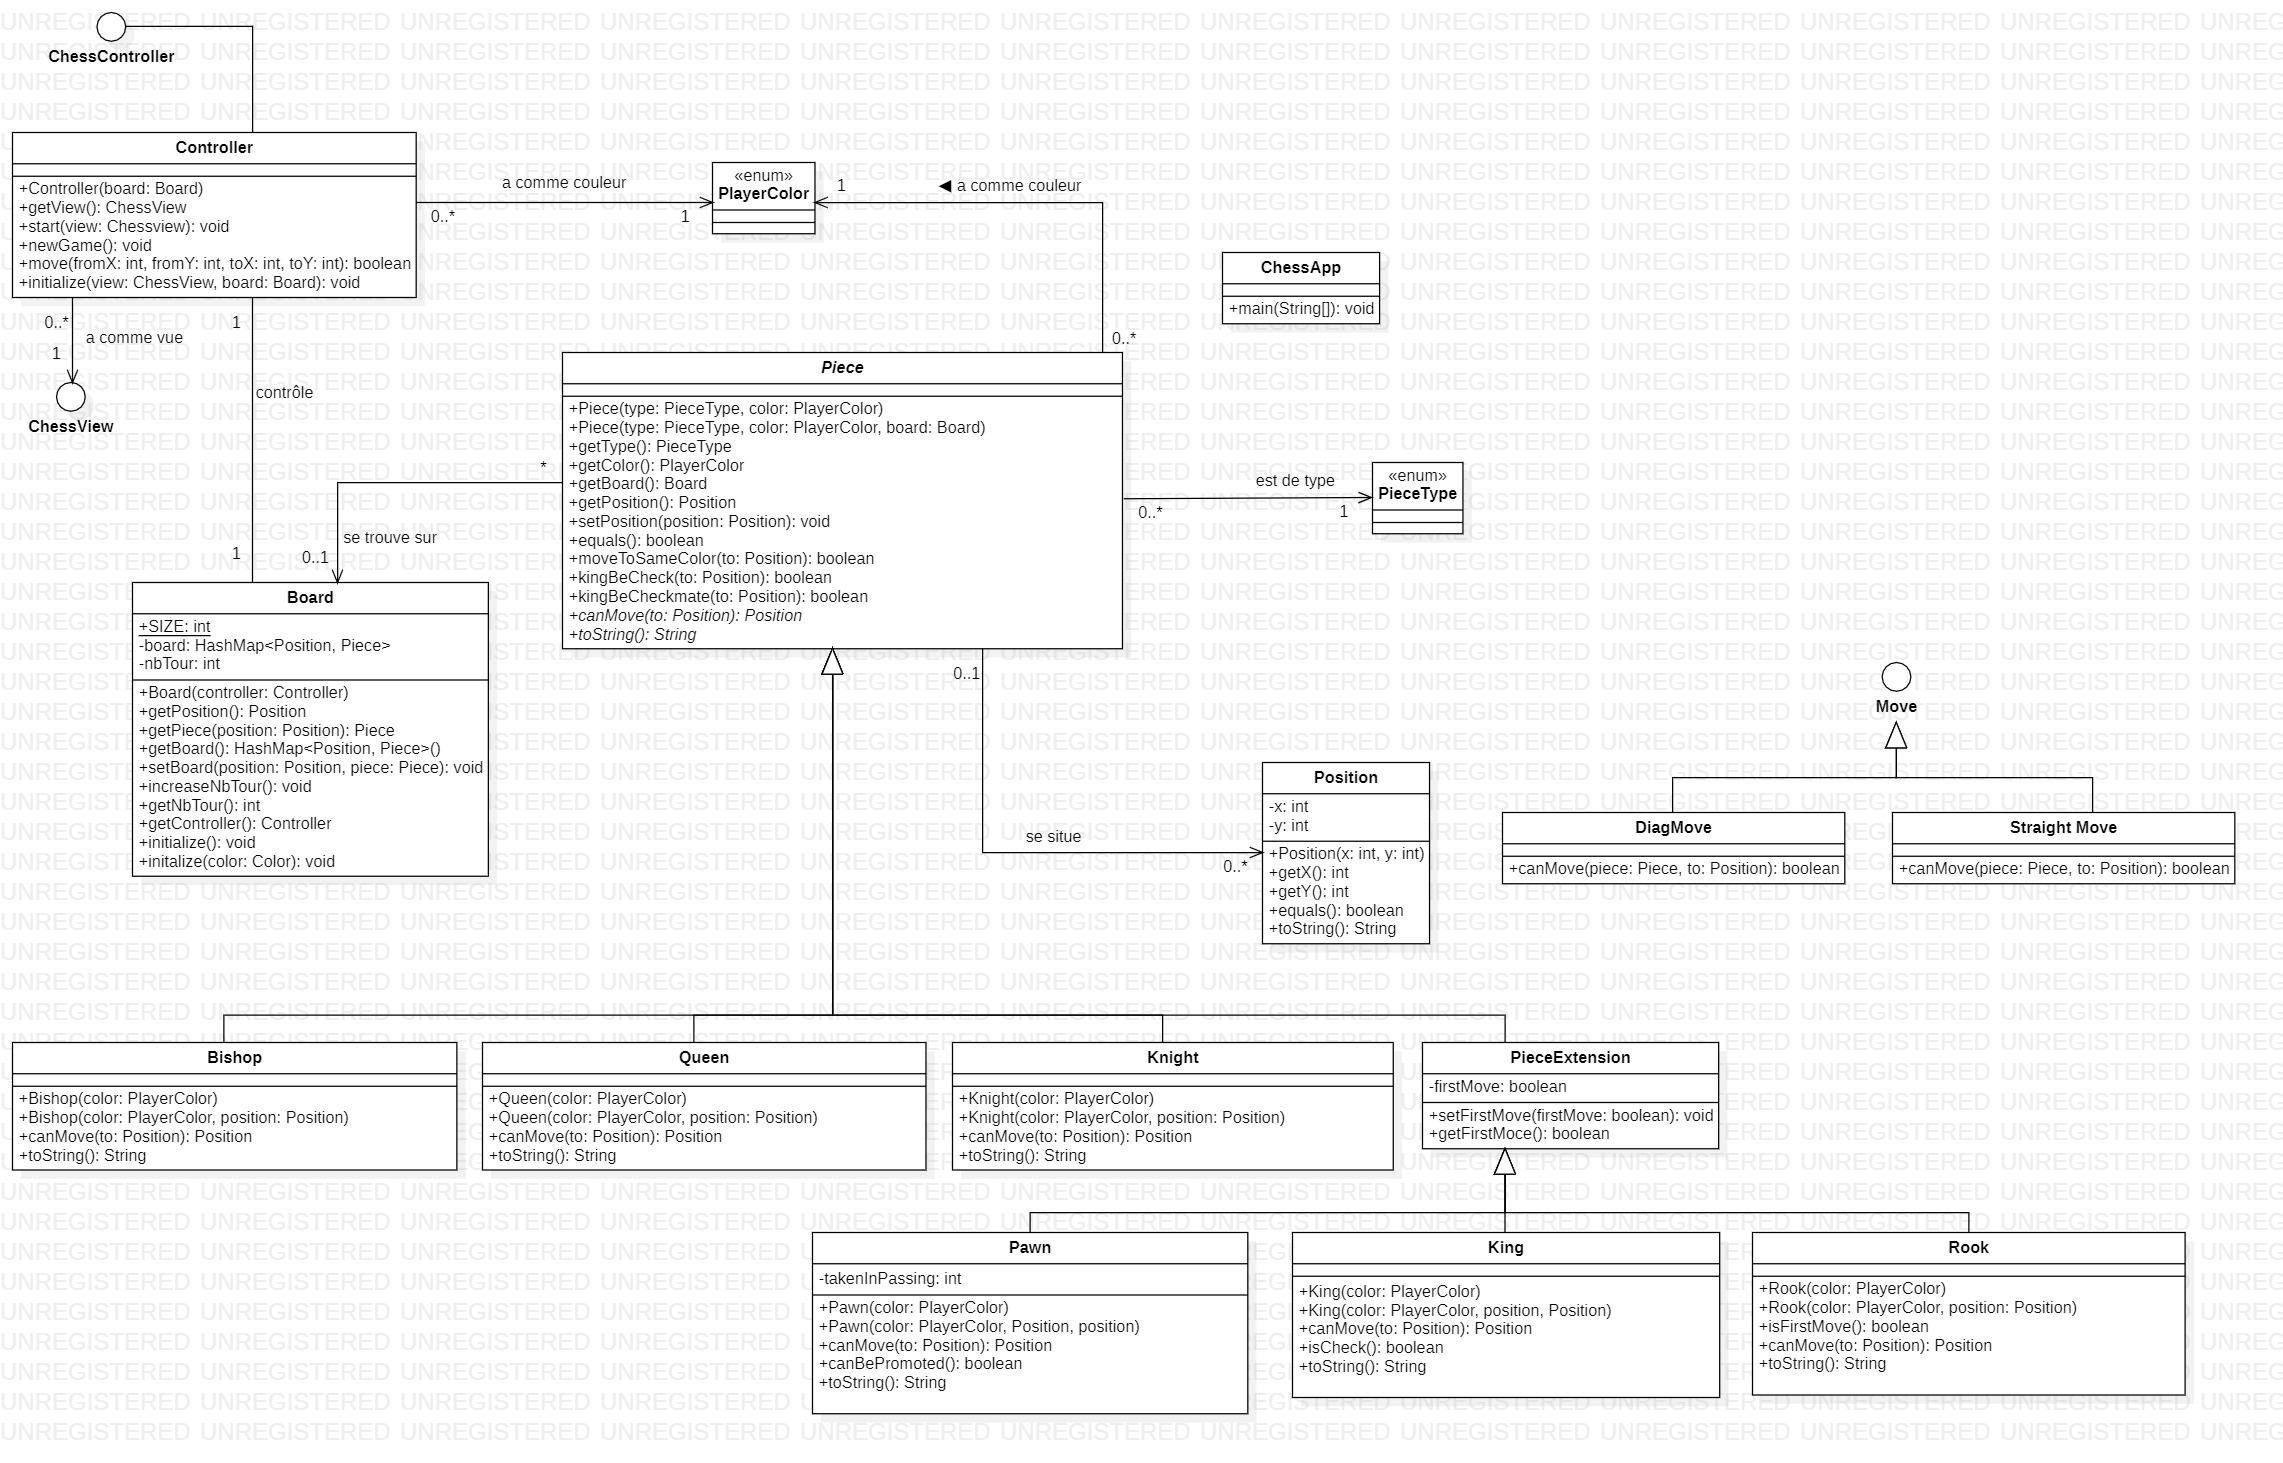 ChessController
Controller
+Controller(board: Board)
+getView(): ChessView
+start(view: Chessview): void
+newGame(): void
+move(fromX: int, fromY: int, toX: int, toY: int): boolean
+initialize(view: ChessView, board: Board): void
a comme couleur
0..*
1
«enum»
PlayerColor
1
◄ a comme couleur
0..*
ChessApp
+main(String[]): void
0..*
a comme vue
1
ChessView
1
contrôle
1
Piece
+Piece(type: PieceType, color: PlayerColor)
+Piece(type: PieceType, color: PlayerColor, board: Board)
+getType(): PieceType
+getColor(): PlayerColor
+getBoard(): Board
+getPosition(): Position
+setPosition(position: Position): void
+equals(): boolean
+moveToSameColor(to: Position): boolean
+kingBeCheck(to: Position): boolean
+kingBeCheckmate(to: Position): boolean
+canMove(to: Position): Position
+toString(): String
*
se trouve sur
0..1
est de type
0..*
1
«enum»
PieceType
Board
+SIZE: int
-board: HashMap<Position, Piece>
-nbTour: int
+Board(controller: Controller)
+getPosition(): Position
+getPiece(position: Position): Piece
+getBoard(): HashMap<Position, Piece>()
+setBoard(position: Position, piece: Piece): void
+increaseNbTour(): void
+getNbTour(): int
+getController(): Controller
+initialize(): void
+initalize(color: Color): void
0..1
se situe
0..*
Position
-x: int
-y: int
+Position(x: int, y: int)
+getX(): int
+getY(): int
+equals(): boolean
+toString(): String
Move
DiagMove
+canMove(piece: Piece, to: Position): boolean
Straight Move
+canMove(piece: Piece, to: Position): boolean
Bishop
+Bishop(color: PlayerColor)
+Bishop(color: PlayerColor, position: Position)
+canMove(to: Position): Position
+toString(): String
Queen
+Queen(color: PlayerColor)
+Queen(color: PlayerColor, position: Position)
+canMove(to: Position): Position
+toString(): String
Knight
+Knight(color: PlayerColor)
+Knight(color: PlayerColor, position: Position)
+canMove(to: Position): Position
+toString(): String
PieceExtension
-firstMove: boolean
+setFirstMove(firstMove: boolean): void
+getFirstMoce(): boolean
Pawn
-takenInPassing: int
+Pawn(color: PlayerColor)
+Pawn(color: PlayerColor, Position, position)
+canMove(to: Position): Position
+canBePromoted(): boolean
+toString(): String
King
+King(color: PlayerColor)
+King(color: PlayerColor, position, Position)
+canMove(to: Position): Position
+isCheck(): boolean
+toString(): String
Rook
+Rook(color: PlayerColor)
+Rook(color: PlayerColor, position: Position)
+isFirstMove(): boolean
+canMove(to: Position): Position
+toString(): String
UNREGISTERED